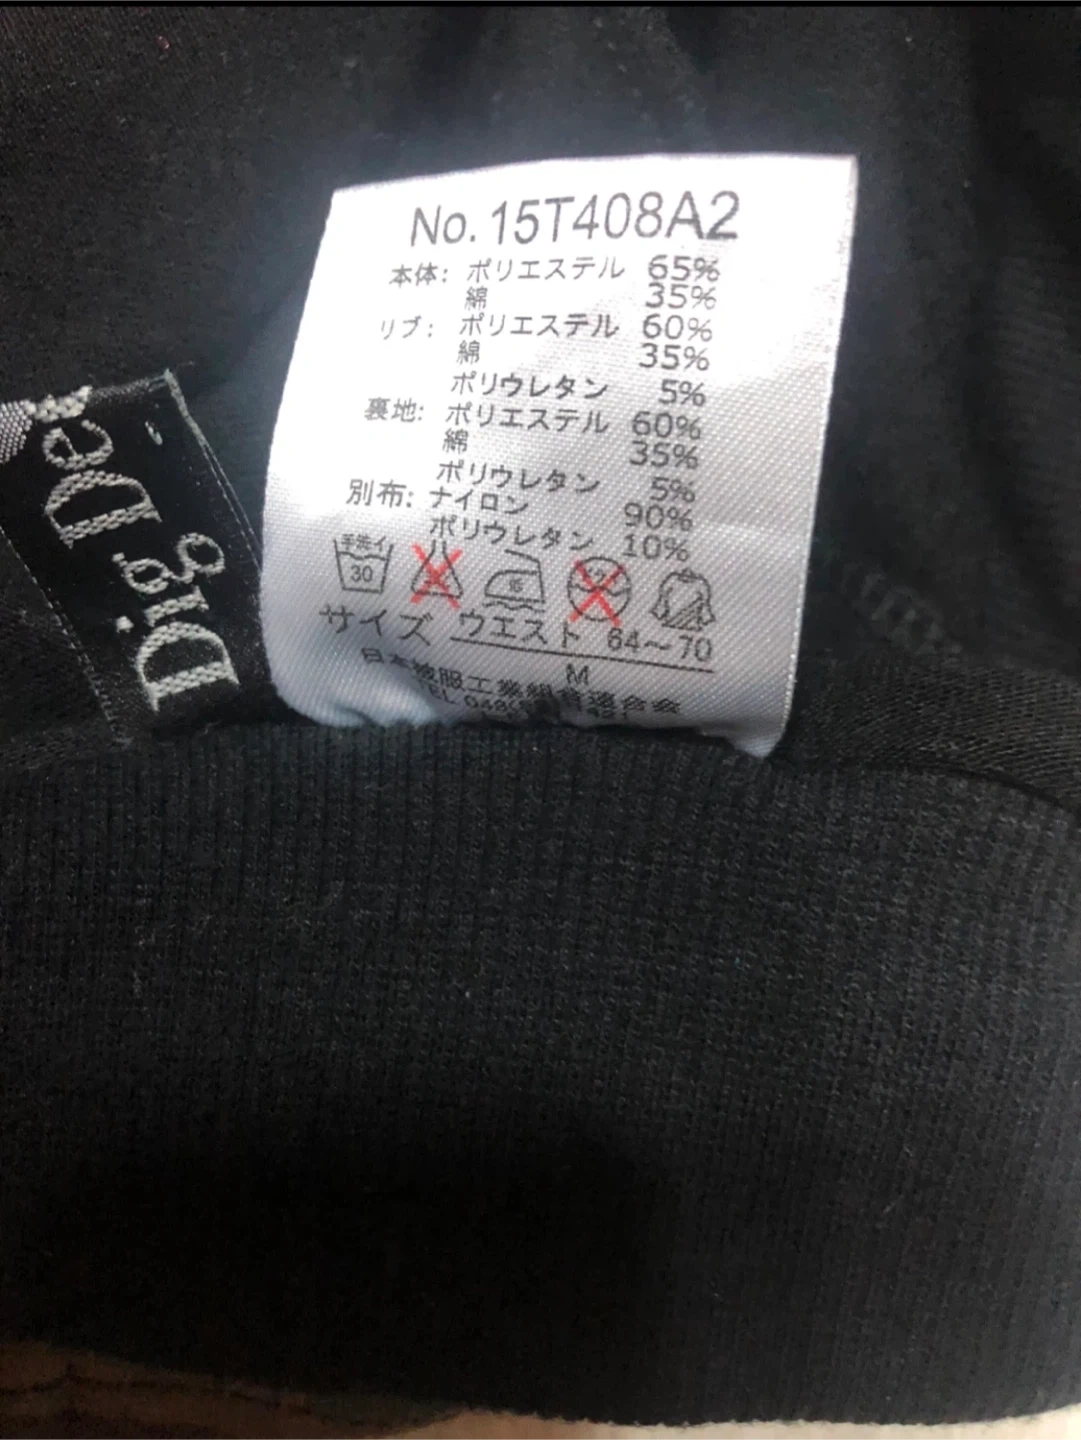 No.15T408A2
本体: ポリエステル 65%
綿 35%
リブ: ポリエステル 60%
綿 35%
ポリウレタン 5%
裏地: ポリエステル 60%
綿 35%
ポリウレタン 5%
別布: ナイロン 90%
ポリウレタン 10%
手洗イ
30
低
サイズ ウエスト 64〜70
M
日本被服工業組合連合会
TEL
Dig De